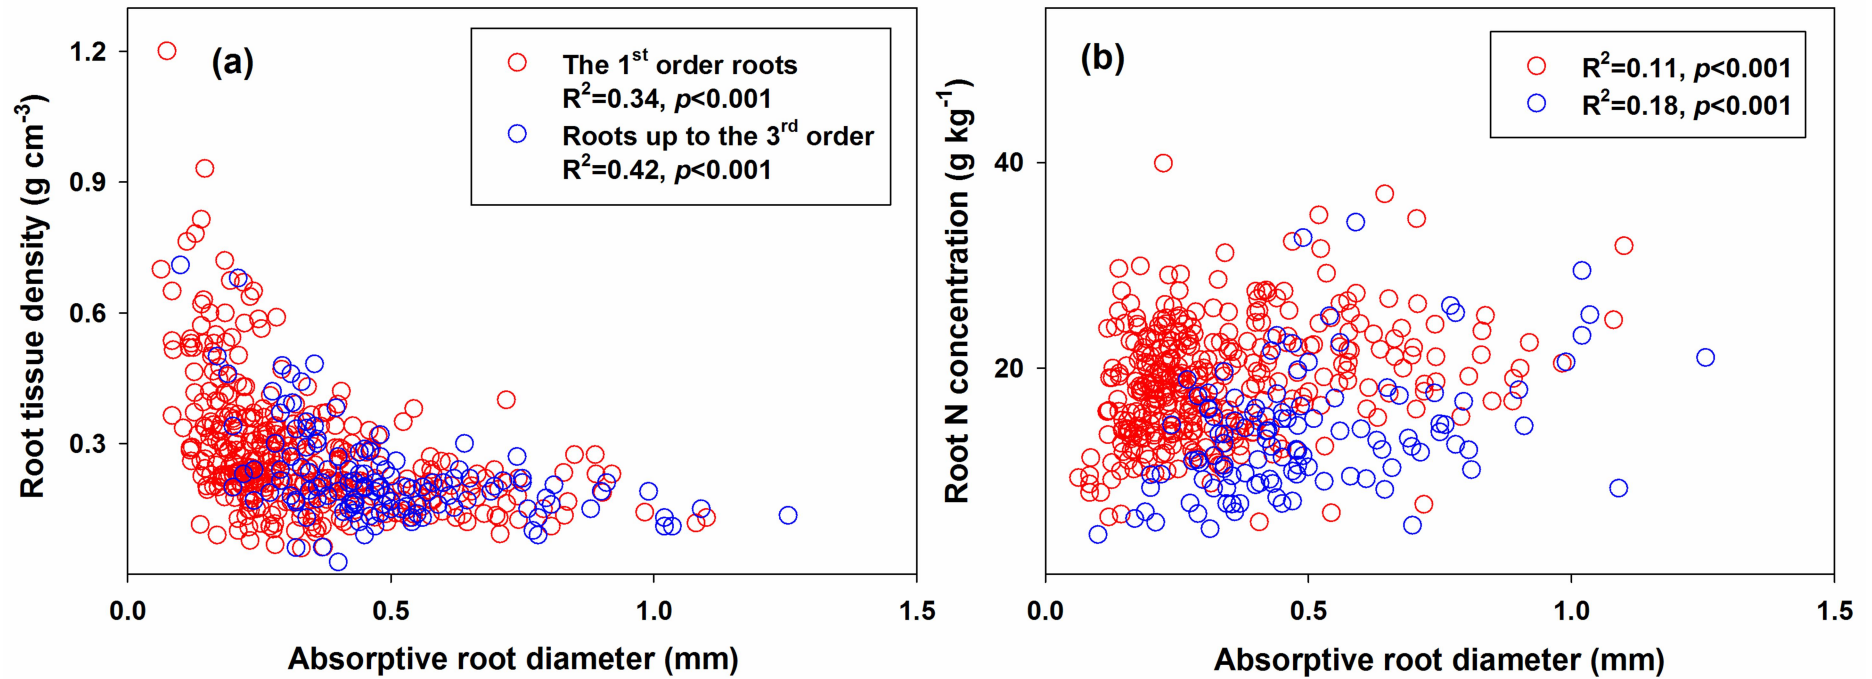 (a)
The 1st order roots
R²=0.34, p<0.001
Roots up to the 3rd order
R²=0.42, p<0.001
1.2
0.9
0.6
0.3
Root tissue density (g cm⁻³)
0.0
0.5
1.0
1.5
Absorptive root diameter (mm)
(b)
R²=0.11, p<0.001
R²=0.18, p<0.001
40
20
Root N concentration (g kg⁻¹)
0.0
0.5
1.0
1.5
Absorptive root diameter (mm)